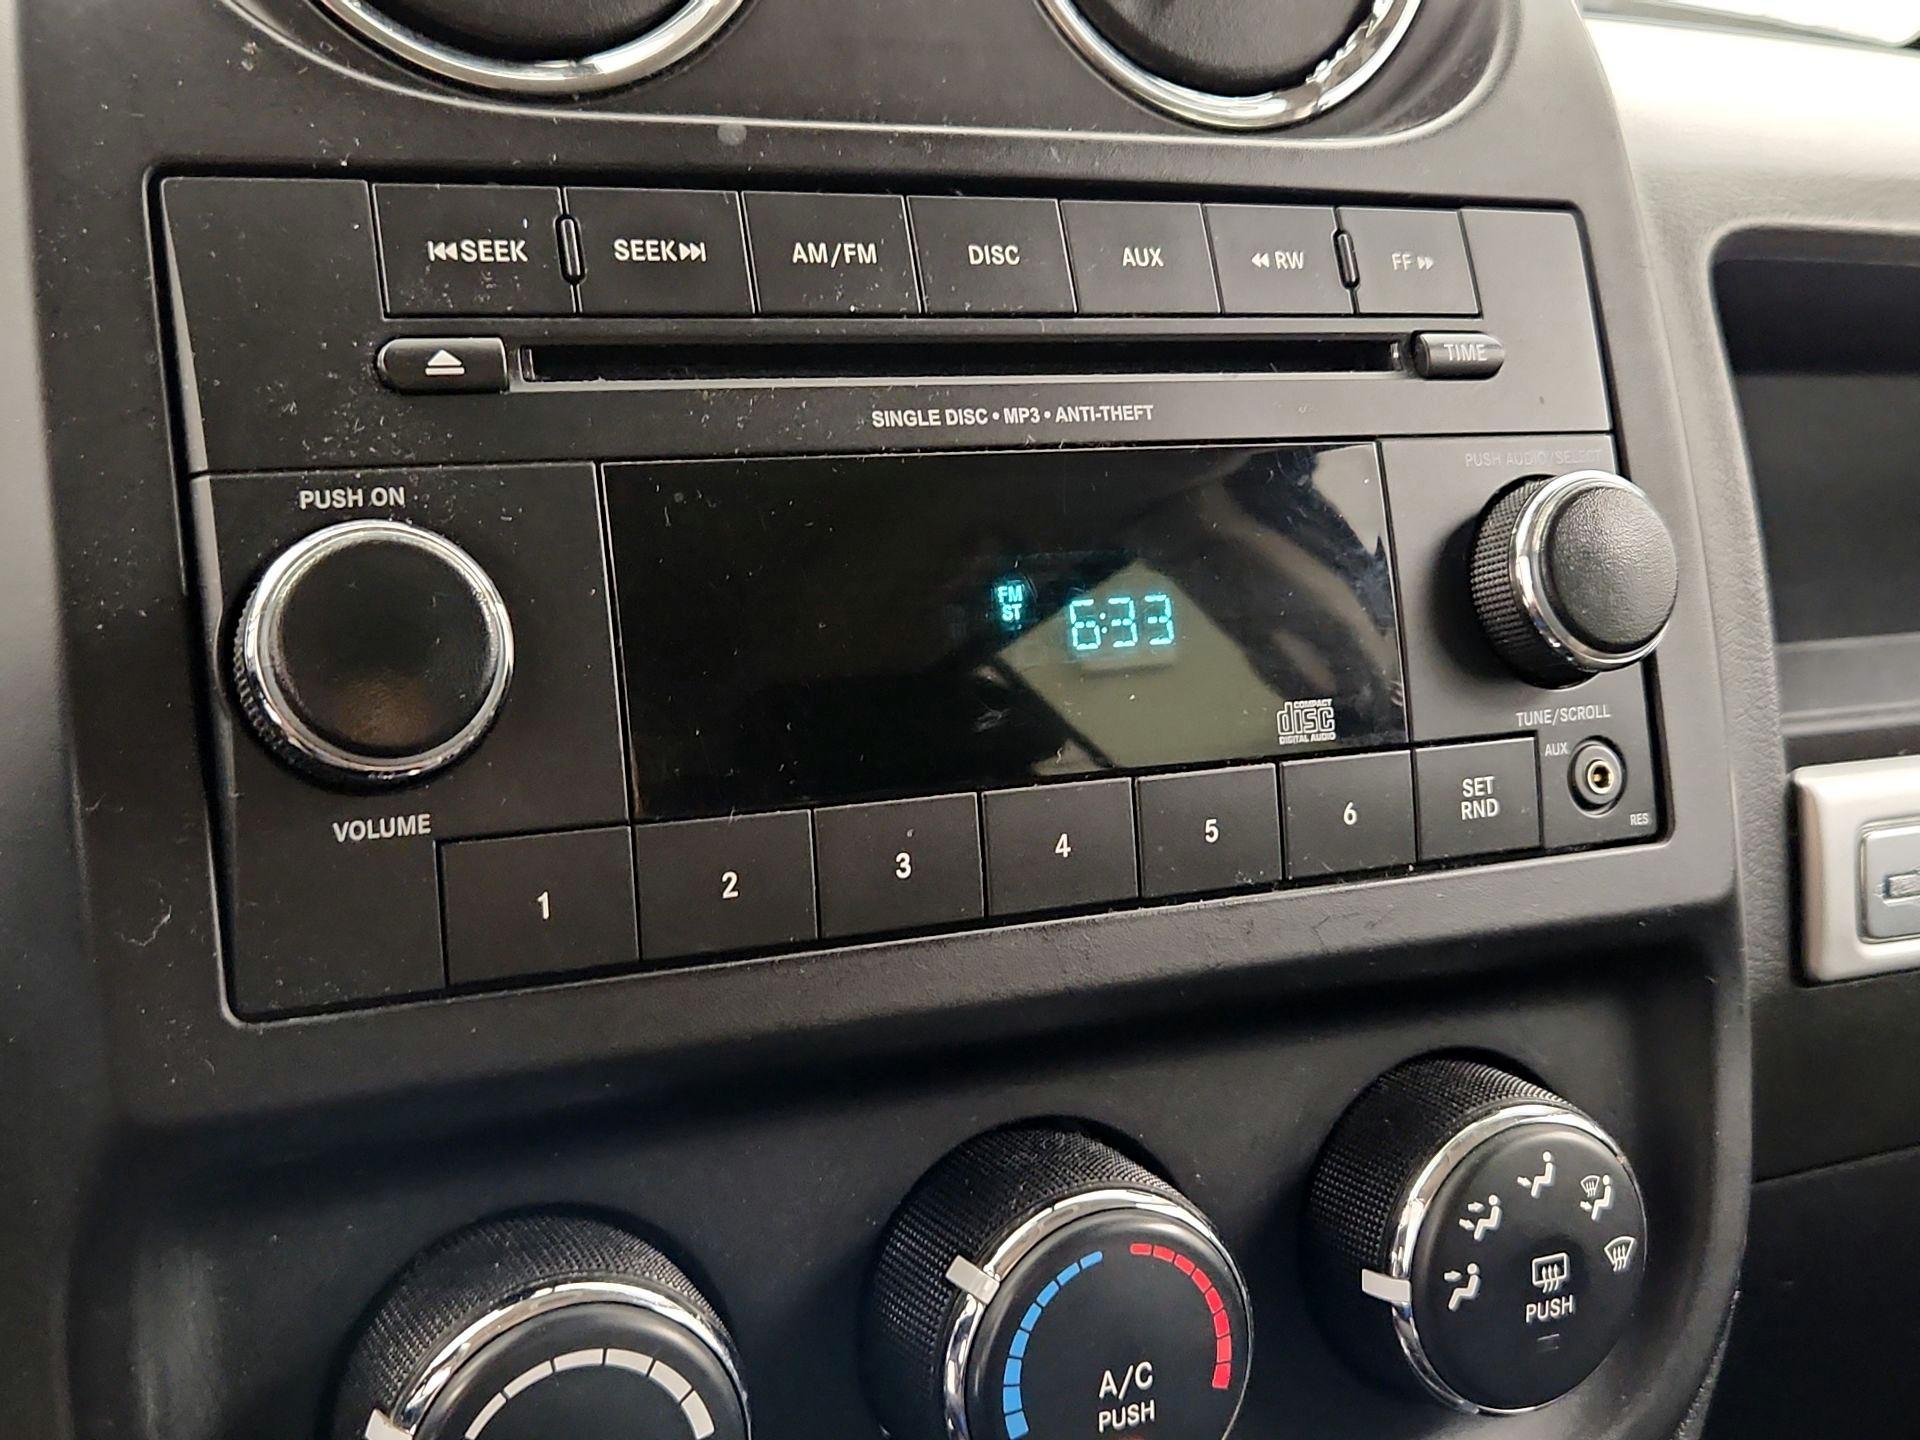 SEEK
SEEK
AM/FM
DISC
AUX
RW
FF
TIME
SINGLE DISC • MP3 • ANTI-THEFT
PUSH ON
PUSH AUDIO/SELECT
FM
ST
6:33
COMPACT
disc
DIGITAL AUDIO
VOLUME
TUNE/SCROLL
AUX
RES
1
2
3
4
5
6
SET
RND
PUSH
A/C
PUSH